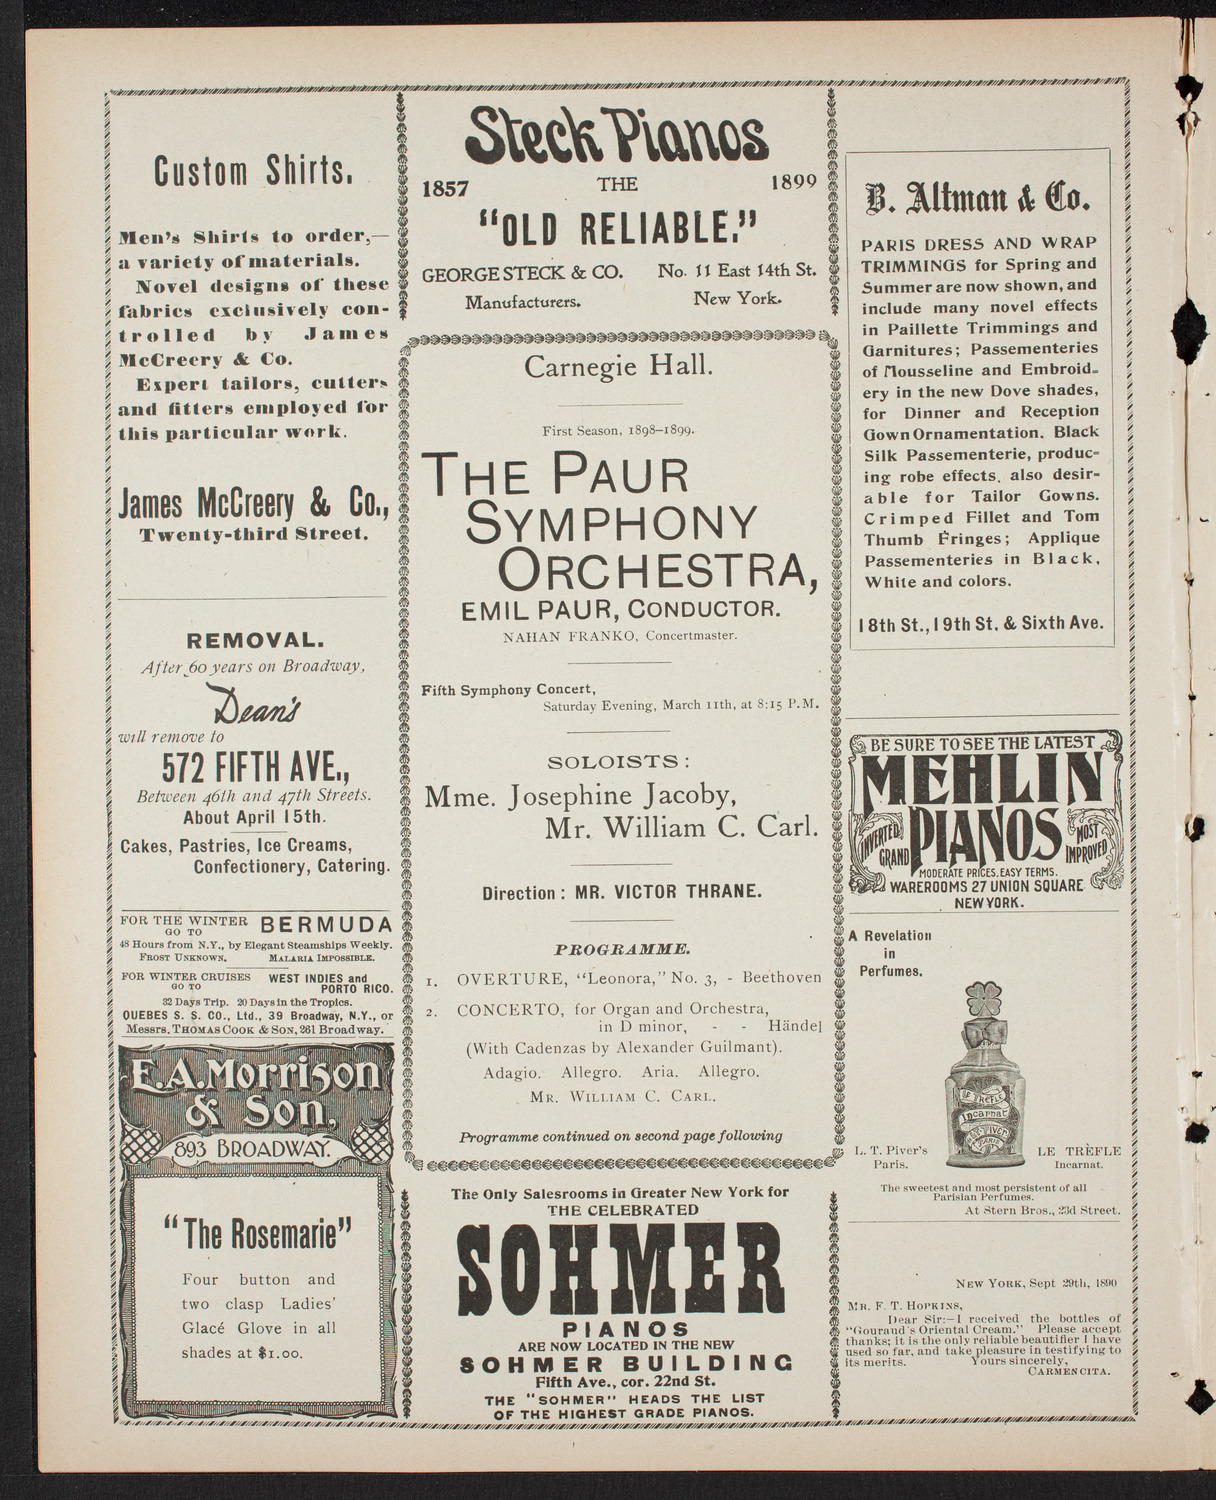 Custom Shirts.
Men's Shirts to order,—
a variety of materials.
Novel designs of these
fabrics exclusively con-
trolled by James
McCreery & Co.
Expert tailors, cutters
and fitters employed for
this particular work.
James McCreery & Co.,
Twenty-third Street.
REMOVAL.
After 60 years on Broadway,
Dean's
will remove to
572 FIFTH AVE.,
Between 46th and 47th Streets.
About April 15th.
Cakes, Pastries, Ice Creams,
Confectionery, Catering.
FOR THE WINTER
GO TO
BERMUDA
48 Hours from N.Y., by Elegant Steamships Weekly.
FROST UNKNOWN. MALARIA IMPOSSIBLE.
FOR WINTER CRUISES
GO TO
WEST INDIES and
PORTO RICO.
32 Days Trip. 20 Days in the Tropics.
QUEBES S. S. CO., Ltd., 39 Broadway, N.Y., or
Messrs. THOMAS COOK & SON, 261 Broadway.
E.A. Morrison
& Son,
893 BROADWAY.
"The Rosemarie"
Four button and
two clasp Ladies'
Glacé Glove in all
shades at $1.00.
Steck Pianos
1857 THE 1899
"OLD RELIABLE."
GEORGE STECK & CO. No. 11 East 14th St.
Manufacturers. New York.
Carnegie Hall.
First Season, 1898–1899.
THE PAUR
SYMPHONY
ORCHESTRA,
EMIL PAUR, CONDUCTOR.
NAHAN FRANKO, Concertmaster.
Fifth Symphony Concert,
Saturday Evening, March 11th, at 8:15 P.M.
SOLOISTS:
Mme. Josephine Jacoby,
Mr. William C. Carl.
Direction: MR. VICTOR THRANE.
PROGRAMME.
1. OVERTURE, "Leonora," No. 3, - Beethoven
2. CONCERTO, for Organ and Orchestra,
in D minor, - - Händel
(With Cadenzas by Alexander Guilmant).
Adagio. Allegro. Aria. Allegro.
MR. WILLIAM C. CARL.
Programme continued on second page following
The Only Salesrooms in Greater New York for
THE CELEBRATED
SOHMER
PIANOS
ARE NOW LOCATED IN THE NEW
SOHMER BUILDING
Fifth Ave., cor. 22nd St.
THE "SOHMER" HEADS THE LIST
OF THE HIGHEST GRADE PIANOS.
B. Altman & Co.
PARIS DRESS AND WRAP
TRIMMINGS for Spring and
Summer are now shown, and
include many novel effects
in Paillette Trimmings and
Garnitures; Passementeries
of Mousseline and Embroid-
ery in the new Dove shades,
for Dinner and Reception
Gown Ornamentation. Black
Silk Passementerie, produc-
ing robe effects, also desir-
able for Tailor Gowns.
Crimped Fillet and Tom
Thumb Fringes; Applique
Passementeries in Black,
White and colors.
18th St., 19th St. & Sixth Ave.
BE SURE TO SEE THE LATEST
MEHLIN
PIANOS
INVERTED
GRAND
MOST
IMPROVED
MODERATE PRICES. EASY TERMS.
WAREROOMS 27 UNION SQUARE
NEW YORK.
A Revelation
in
Perfumes.
LE TREFLE
Incarnat
L. T. PIVER
PARIS
L. T. Piver's
Paris.
LE TRÈFLE
Incarnat.
The sweetest and most persistent of all
Parisian Perfumes.
At Stern Bros., 23d Street.
NEW YORK, Sept 29th, 1890
MR. F. T. HOPKINS,
Dear Sir:—I received the bottles of
"Gouraud's Oriental Cream." Please accept
thanks; it is the only reliable beautifier I have
used so far, and take pleasure in testifying to
its merits. Yours sincerely,
CARMENCITA.